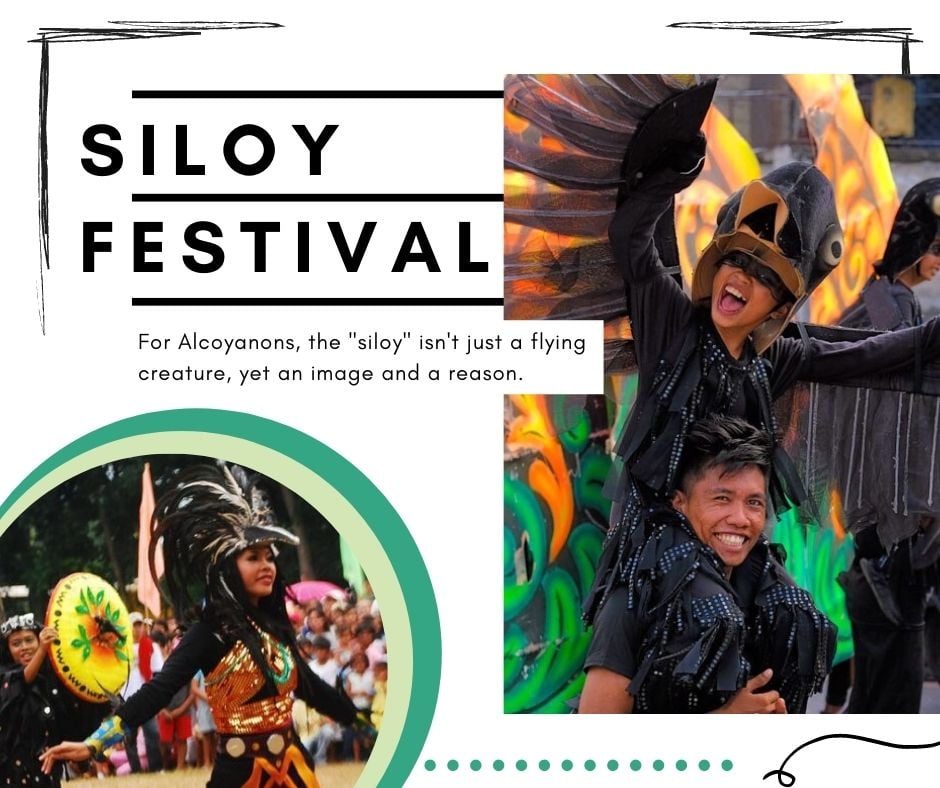 SILOY
FESTIVAL
For Alcoyanons, the "siloy" isn't just a flying
creature, yet an image and a reason.